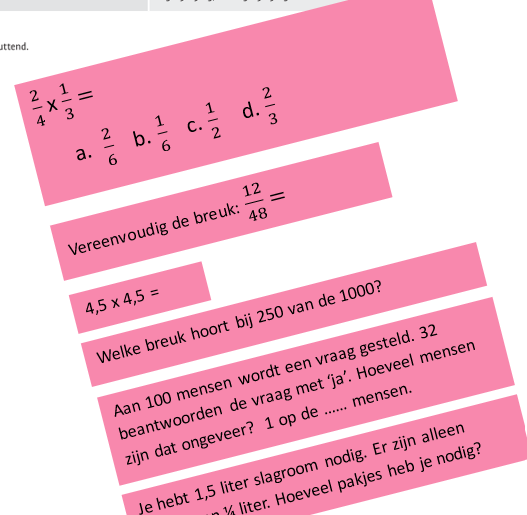 uttend.
2/4 x 1/3 =
a. 2/6 b. 1/6 c. 1/2 d. 2/3
Vereenvoudig de breuk: 12/48 =
4,5 x 4,5 =
Welke breuk hoort bij 250 van de 1000?
Aan 100 mensen wordt een vraag gesteld. 32
beantwoorden de vraag met ‘ja’. Hoeveel mensen
zijn dat ongeveer? 1 op de ...... mensen.
Je hebt 1,5 liter slagroom nodig. Er zijn alleen
¼ liter. Hoeveel pakjes heb je nodig?